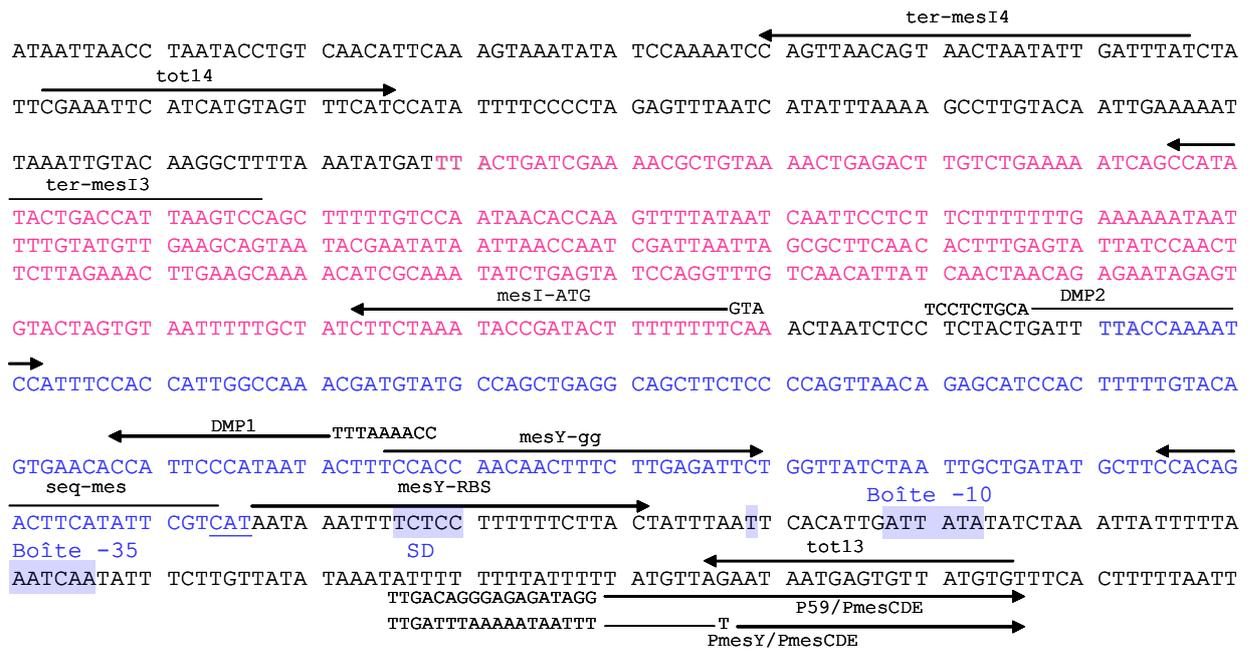 ter-mesI4
ATAATTAACC TAATACCTGT CAACATTCAA AGTAAATATA TCCAAAATCC AGTTAACAGT AACTAATATT GATTTATCTA
tot14
TTCGAAATTC ATCATGTAGT TTCATCCATA TTTTCCCCTA GAGTTTAATC ATATTTAAAA GCCTTGTACA ATTGAAAAAT
TAAATTGTAC AAGGCTTTTA AATATGATTT ACTGATCGAA AACGCTGTAA AACTGAGACT TGTCTGAAAA ATCAGCCATA
ter-mesI3
TACTGACCAT TAAGTCCAGC TTTTTGTCCA ATAACACCAA GTTTTATAAT CAATTCCTCT TCTTTTTTTG AAAAAATAAT
TTTGTATGTT GAAGCAGTAA TACGAATATA ATTAACCAAT CGATTAATTA GCGCTTCAAC ACTTTGAGTA TTATCCAACT
TCTTAGAAAC TTGAAGCAAA ACATCGCAAA TATCTGAGTA TCCAGGTTTG TCAACATTAT CAACTAACAG AGAATAGAGT
mesI-ATG GTA TCCTCTGCA DMP2
GTACTAGTGT AATTTTTGCT ATCTTCTAAA TACCGATACT TTTTTTTCAA ACTAATCTCC TCTACTGATT TTACCAAAAT
CCATTTCCAC CATTGGCCAA ACGATGTATG CCAGCTGAGG CAGCTTCTCC CCAGTTAACA GAGCATCCAC TTTTTGTACA
DMP1 TTTAAAACC mesY-gg
GTGAACACCA TTCCCATAAT ACTTTCCACC AACAACTTTC TTGAGATTCT GGTTATCTAA TTGCTGATAT GCTTCCACAG
seq-mes mesY-RBS Boîte -10
ACTTCATATT CGTCATAATA AATTTTCTCC TTTTTTCTTA CTATTTAATT CACATTGATT ATATATCTAA ATTATTTTTA
Boîte -35 SD tot13
AATCAATATT TCTTGTTATA TAAATATTTT TTTTATTTTT ATGTTAGAAT AATGAGTGTT ATGTGTTTCA CTTTTTAATT
TTGACAGGGAGAGATAGG P59/PmesCDE
TTGATTTAAAAATAATTT T PmesY/PmesCDE